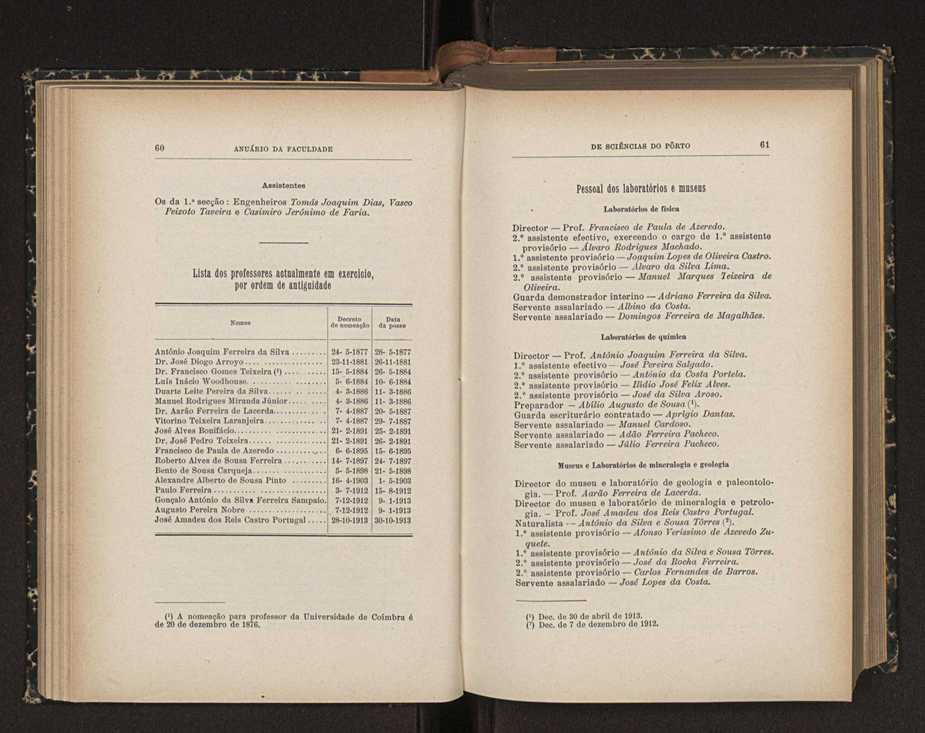 60
ANUÁRIO DA FACULDADE
Assistentes
Os da 1.ª secção: Engenheiros Tomás Joaquim Dias, Vasco
Peixoto Taveira e Casimiro Jerónimo de Faria.
Lista dos professores actualmente em exercício,
por ordem de antiguidade
Nomes Decreto de nomeação Data da posse
António Joaquim Ferreira da Silva ......... 24- 5-1877 28- 5-1877
Dr. José Diogo Arroyo .................. 23-11-1881 26-11-1881
Dr. Francisco Gomes Teixeira (¹) .......... 15- 5-1884 26- 5-1884
Luís Inácio Woodhouse. ................. 5- 6-1884 10- 6-1884
Duarte Leite Pereira da Silva ............. 4- 3-1886 11- 3-1886
Manuel Rodrigues Miranda Júnior ......... 4- 3-1886 11- 3-1886
Dr. Aarão Ferreira de Lacerda ............ 7- 4-1887 20- 5-1887
Vitorino Teixeira Laranjeira .............. 7- 4-1887 29- 7-1887
José Alves Bonifácio .................... 21- 2-1891 25- 2-1891
Dr. José Pedro Teixeira .................. 21- 2-1891 26- 2-1891
Francisco de Paula de Azeredo ........... 6- 6-1895 15- 6-1895
Roberto Alves de Sousa Ferreira .......... 14- 7-1897 24- 7-1897
Bento de Sousa Carqueja ................. 5- 5-1898 21- 5-1898
Alexandre Alberto de Sousa Pinto ........ 16- 4-1903 1- 5-1903
Paulo Ferreira .......................... 3- 7-1912 15- 8-1912
Gonçalo António da Silva Ferreira Sampaio. 7-12-1912 9- 1-1913
Augusto Pereira Nobre .................. 7-12-1912 9- 1-1913
José Amadeu dos Reis Castro Portugal ..... 28-10-1913 30-10-1913
(¹) A nomeação para professor da Universidade de Coimbra é
de 20 de dezembro de 1876.
DE SCIÊNCIAS DO PÔRTO
61
Pessoal dos laboratórios e museus
Laboratórios de física
Director — Prof. Francisco de Paula de Azeredo.
2.º assistente efectivo, exercendo o cargo de 1.º assistente
provisório — Álvaro Rodrigues Machado.
1.º assistente provisório — Joaquim Lopes de Oliveira Castro.
2.º assistente provisório — Álvaro da Silva Lima.
2.º assistente provisório — Manuel Marques Teixeira de
Oliveira.
Guarda demonstrador interino — Adriano Ferreira da Silva.
Servente assalariado — Albino da Costa.
Servente assalariado — Domingos Ferreira de Magalhães.
Laboratórios de química
Director — Prof. António Joaquim Ferreira da Silva.
1.º assistente efectivo — José Pereira Salgado.
2.º assistente provisório — António da Costa Portela.
2.º assistente provisório — Ilídio José Felix Alves.
2.º assistente provisório — José da Silva Aroso.
Preparador — Abílio Augusto de Sousa (¹).
Guarda escriturário contratado — Aprígio Dantas.
Servente assalariado — Manuel Cardoso.
Servente assalariado — Adão Ferreira Pacheco.
Servente assalariado — Júlio Ferreira Pacheco.
Museus e Laboratórios de mineralogia e geologia
Director do museu e laboratório de geologia e paleontolo-
gia. — Prof. Aarão Ferreira de Lacerda.
Director do museu e laboratório de mineralogia e petrolo-
gia. – Prof. José Amadeu dos Reis Castro Portugal.
Naturalista — António da Silva e Sousa Tôrres (²).
1.º assistente provisório — Afonso Veríssimo de Azevedo Zu-
quete.
1.º assistente provisório — António da Silva e Sousa Tôrres.
2.º assistente provisório — José da Rocha Ferreira.
2.º assistente provisório — Carlos Fernandes de Barros.
Servente assalariado — José Lopes da Costa.
(¹) Dec. de 30 de abril de 1913.
(²) Dec. de 7 de dezembro de 1912.